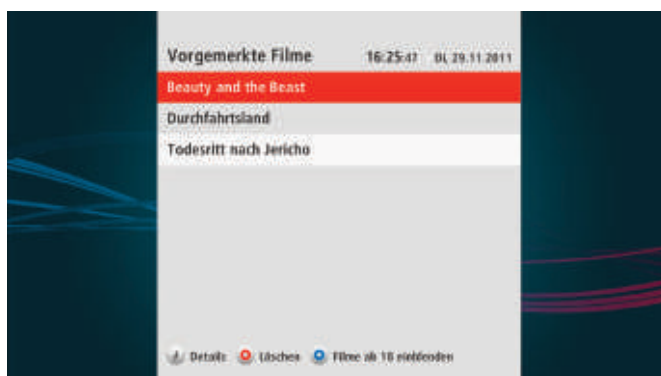 Vorgemerkte Filme 16:25:47 Di, 29.11.2011
Beauty and the Beast
Durchfahrtsland
Todesritt nach Jericho
i Details Löschen Filme ab 18 einblenden